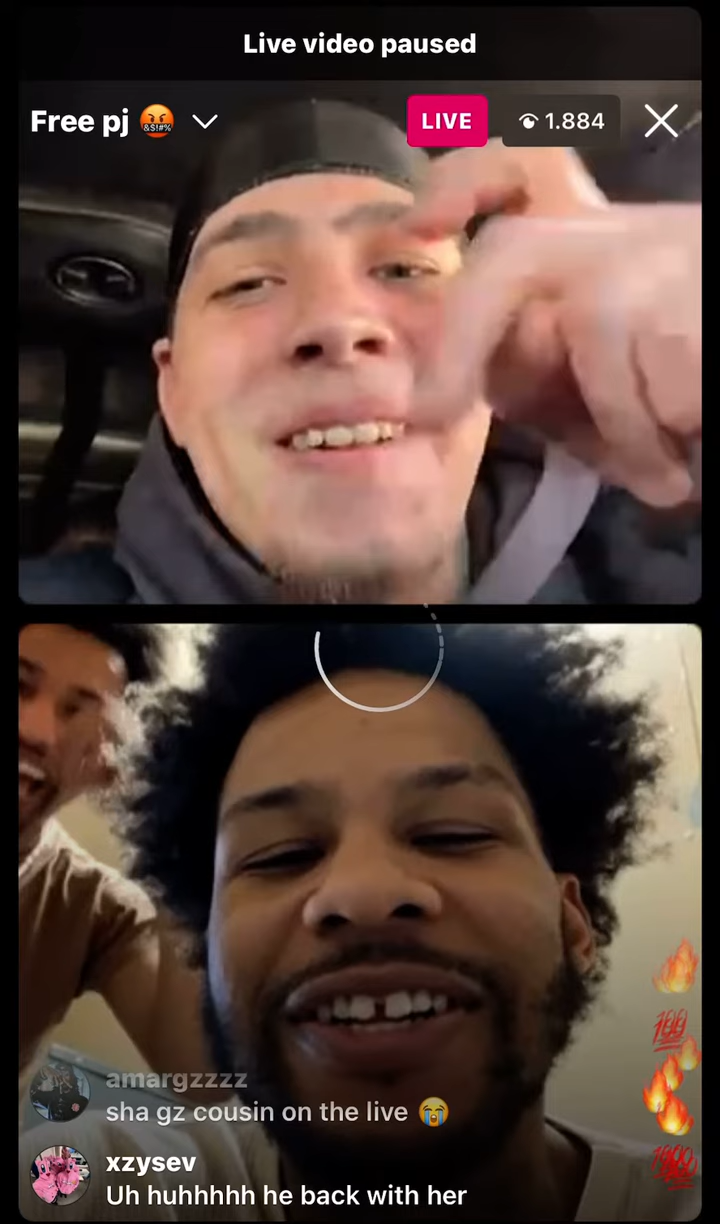 Live video paused
Free pj 🤬
LIVE
1.884
amargzzzz
sha gz cousin on the live 😭
xzysev
Uh huhhhhh he back with her